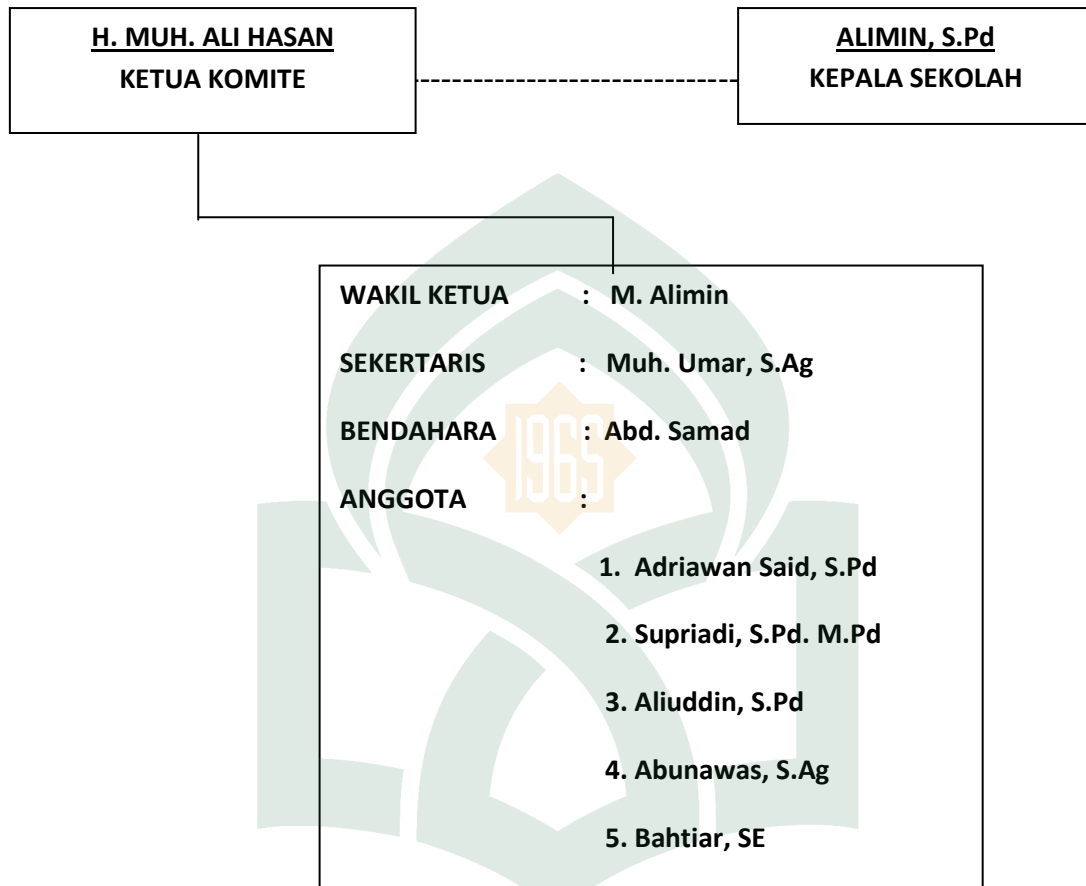 H. MUH. ALI HASAN
KETUA KOMITE
ALIMIN, S.Pd
KEPALA SEKOLAH
WAKIL KETUA : M. Alimin
SEKERTARIS : Muh. Umar, S.Ag
BENDAHARA : Abd. Samad
ANGGOTA :
1. Adriawan Said, S.Pd
2. Supriadi, S.Pd. M.Pd
3. Aliuddin, S.Pd
4. Abunawas, S.Ag
5. Bahtiar, SE
1965